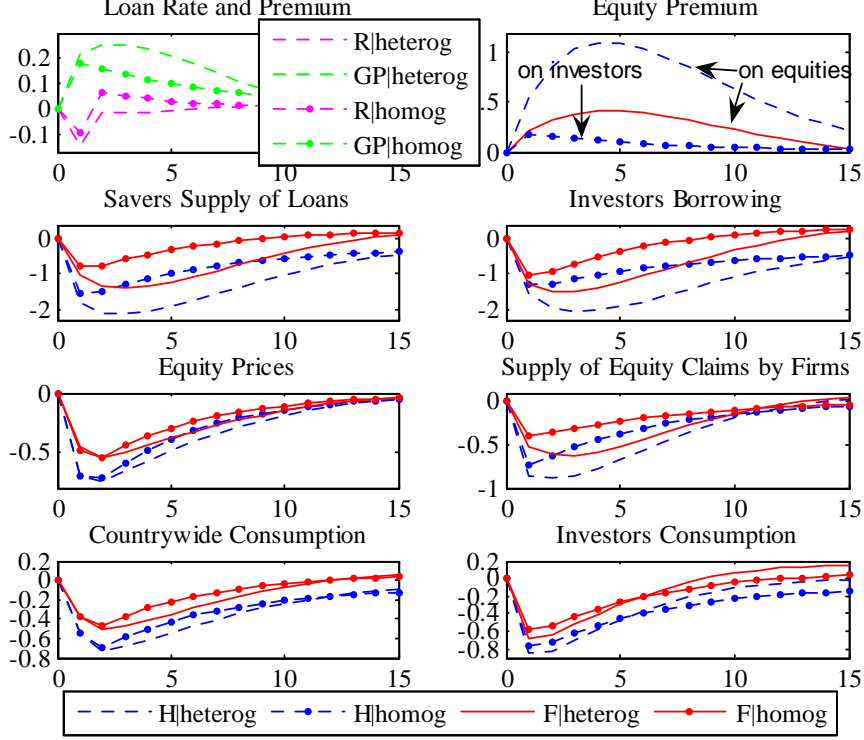 Loan Rate and Premium
Equity Premium
0.2
0.1
0
-0.1
5
R|heterog
GP|heterog
R|homog
GP|homog
1
.5
0
on investors
on equities
0 5 10 15
Savers Supply of Loans
Investors Borrowing
0
-1
-2
0 5 10 15
0
-1
-2
0 5 10 15
Equity Prices
Supply of Equity Claims by Firms
0
-0.5
0 5 10 15
0
-0.5
-1
0 5 10 15
Countrywide Consumption
Investors Consumption
0.2
0
-0.2
-0.4
-0.6
-0.8
0 5 10 15
0.2
0
-0.2
-0.4
-0.6
-0.8
0 5 10 15
H|heterog H|homog F|heterog F|homog